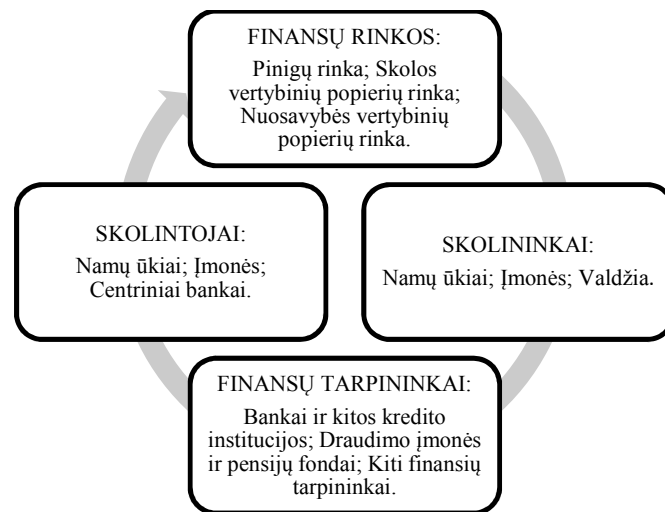 FINANSŲ RINKOS:
Pinigų rinka; Skolos
vertybinių popierių rinka;
Nuosavybės vertybinių
popierių rinka.
SKOLINTOJAI:
Namų ūkiai; Įmonės;
Centriniai bankai.
SKOLININKAI:
Namų ūkiai; Įmonės; Valdžia.
FINANSŲ TARPININKAI:
Bankai ir kitos kredito
institucijos; Draudimo įmonės
ir pensijų fondai; Kiti finansių
tarpininkai.